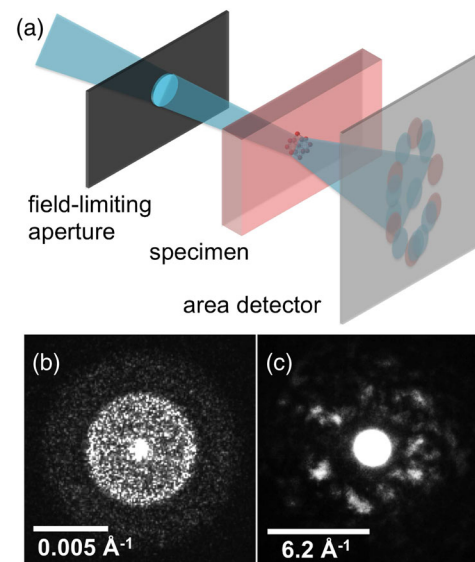 (a)
field-limiting
aperture
specimen
area detector
(b)
(c)
0.005 Å⁻¹
6.2 Å⁻¹